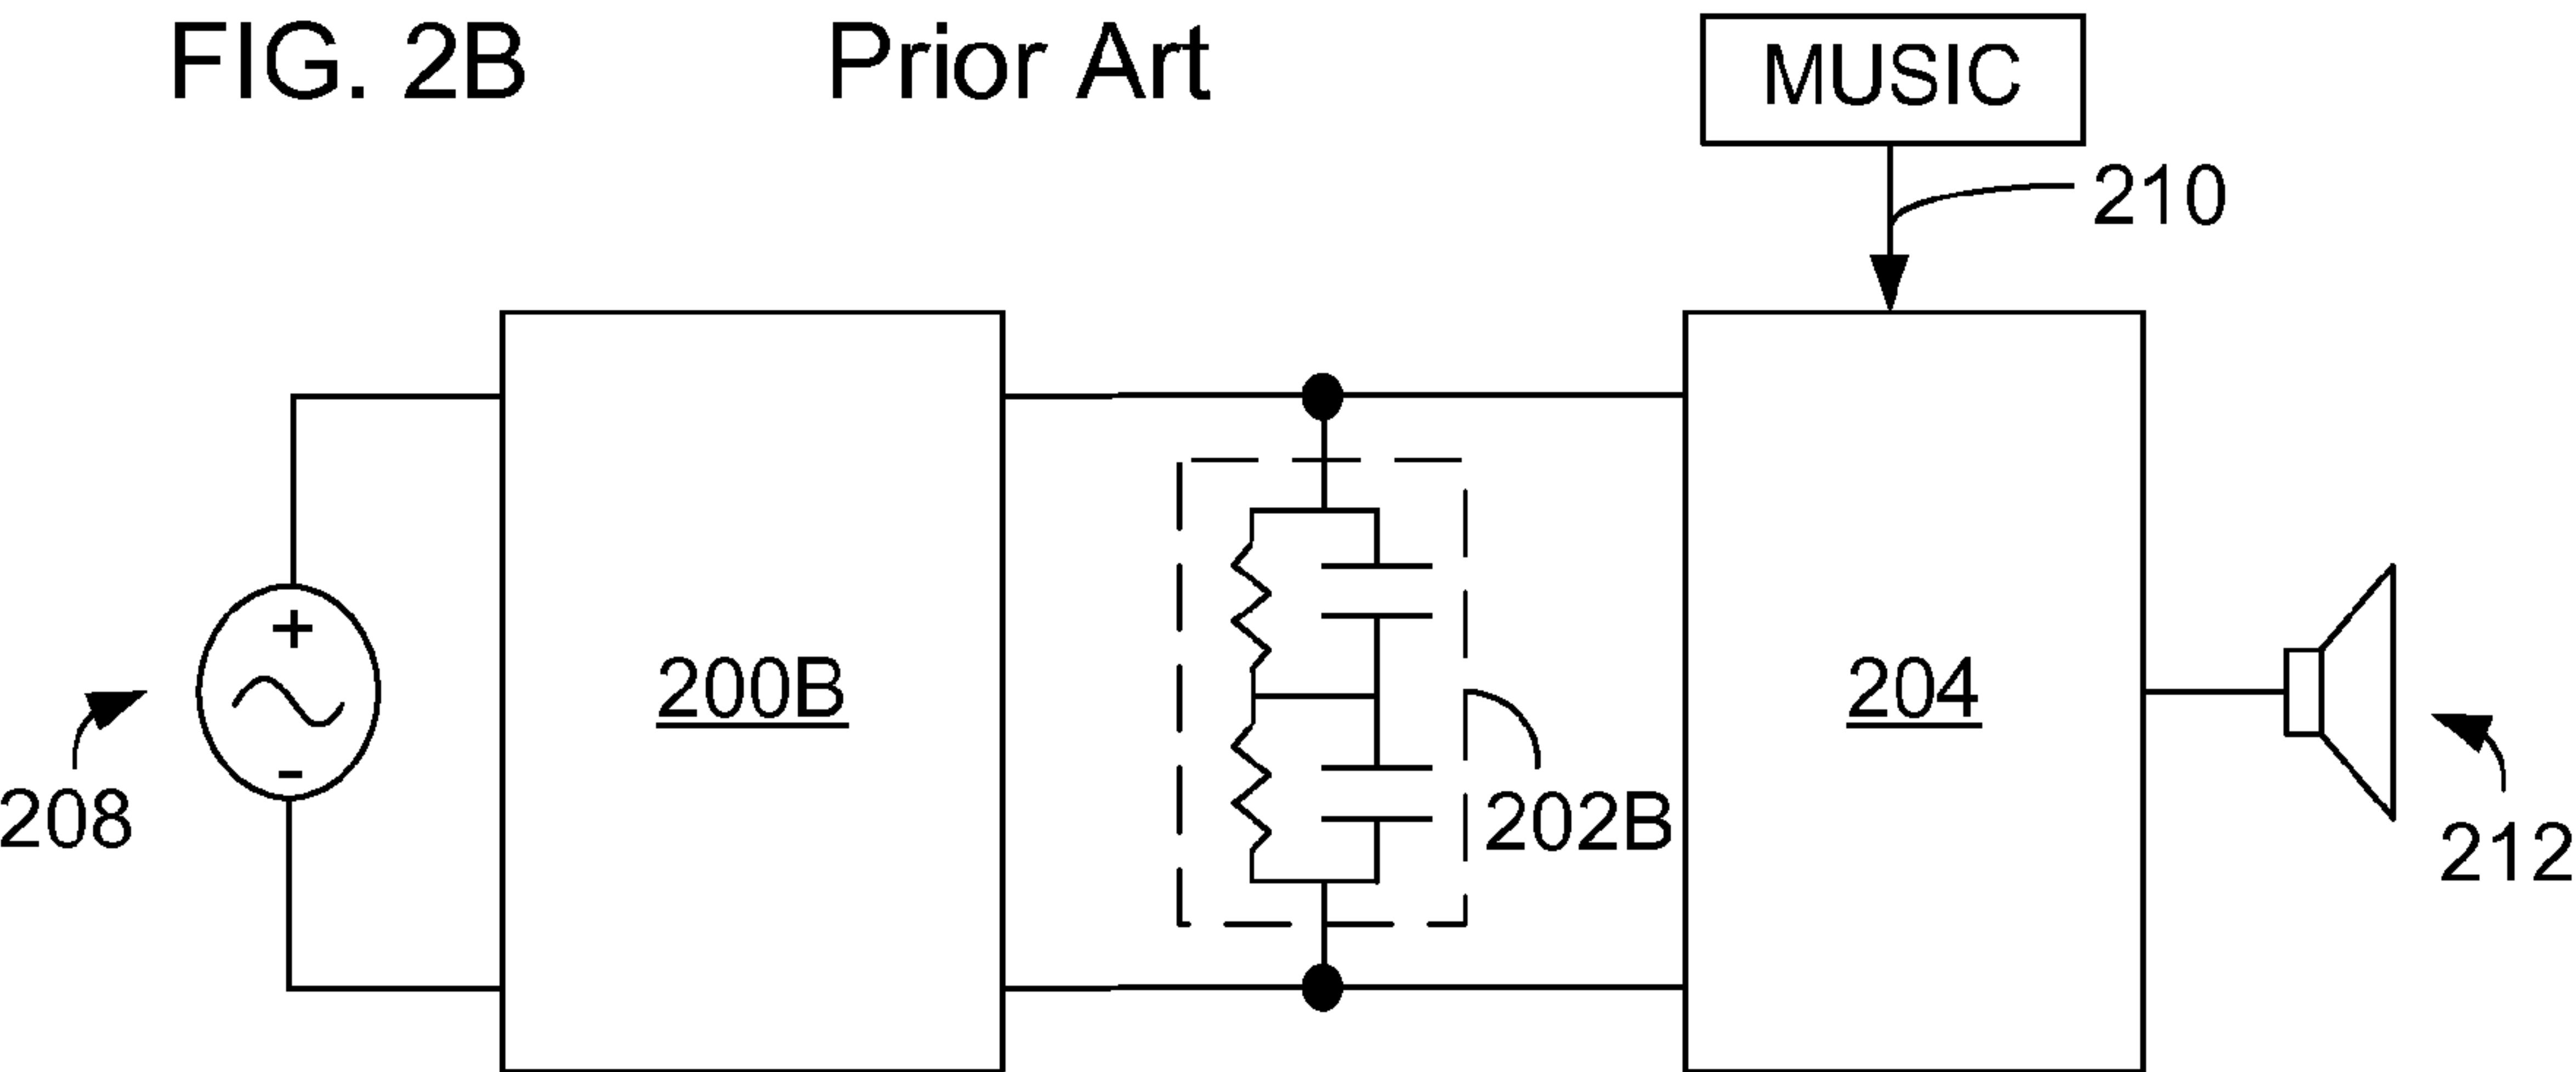 FIG. 2B Prior Art
MUSIC
210
+
200B
204
-
208
202B
212